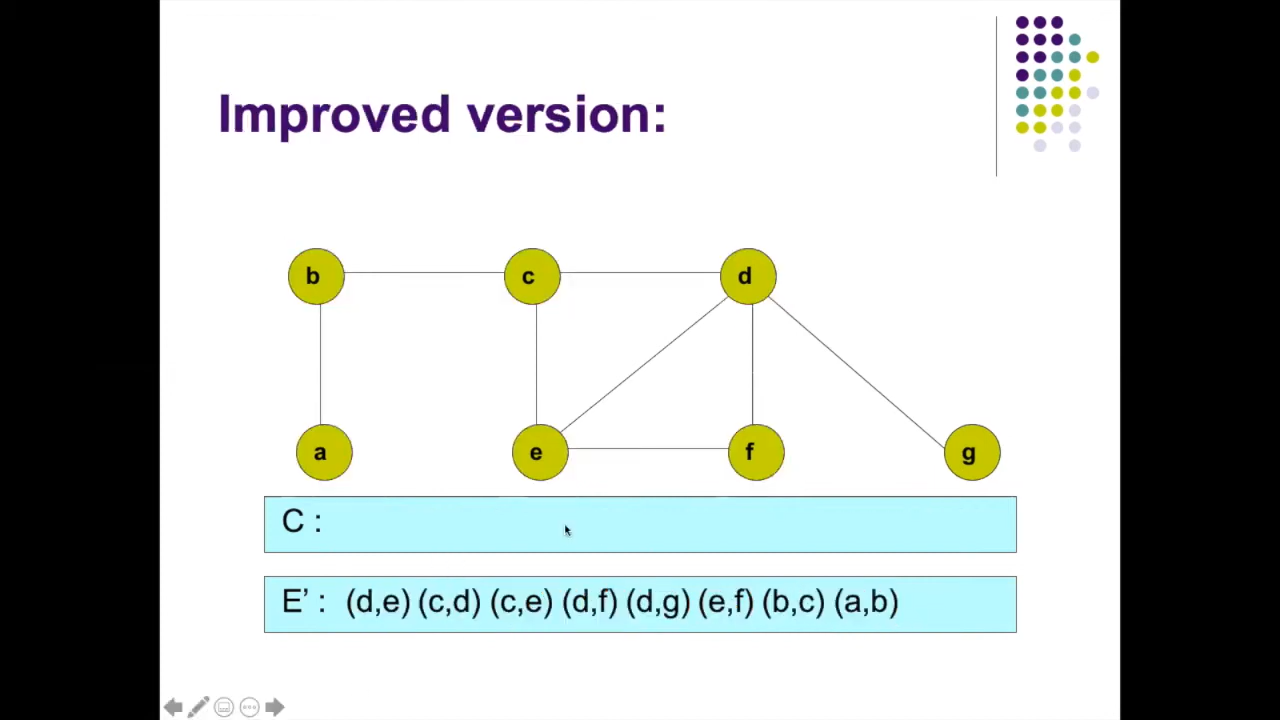 Improved version:
b
c
d
a
e
f
g
C :
E’ : (d,e) (c,d) (c,e) (d,f) (d,g) (e,f) (b,c) (a,b)